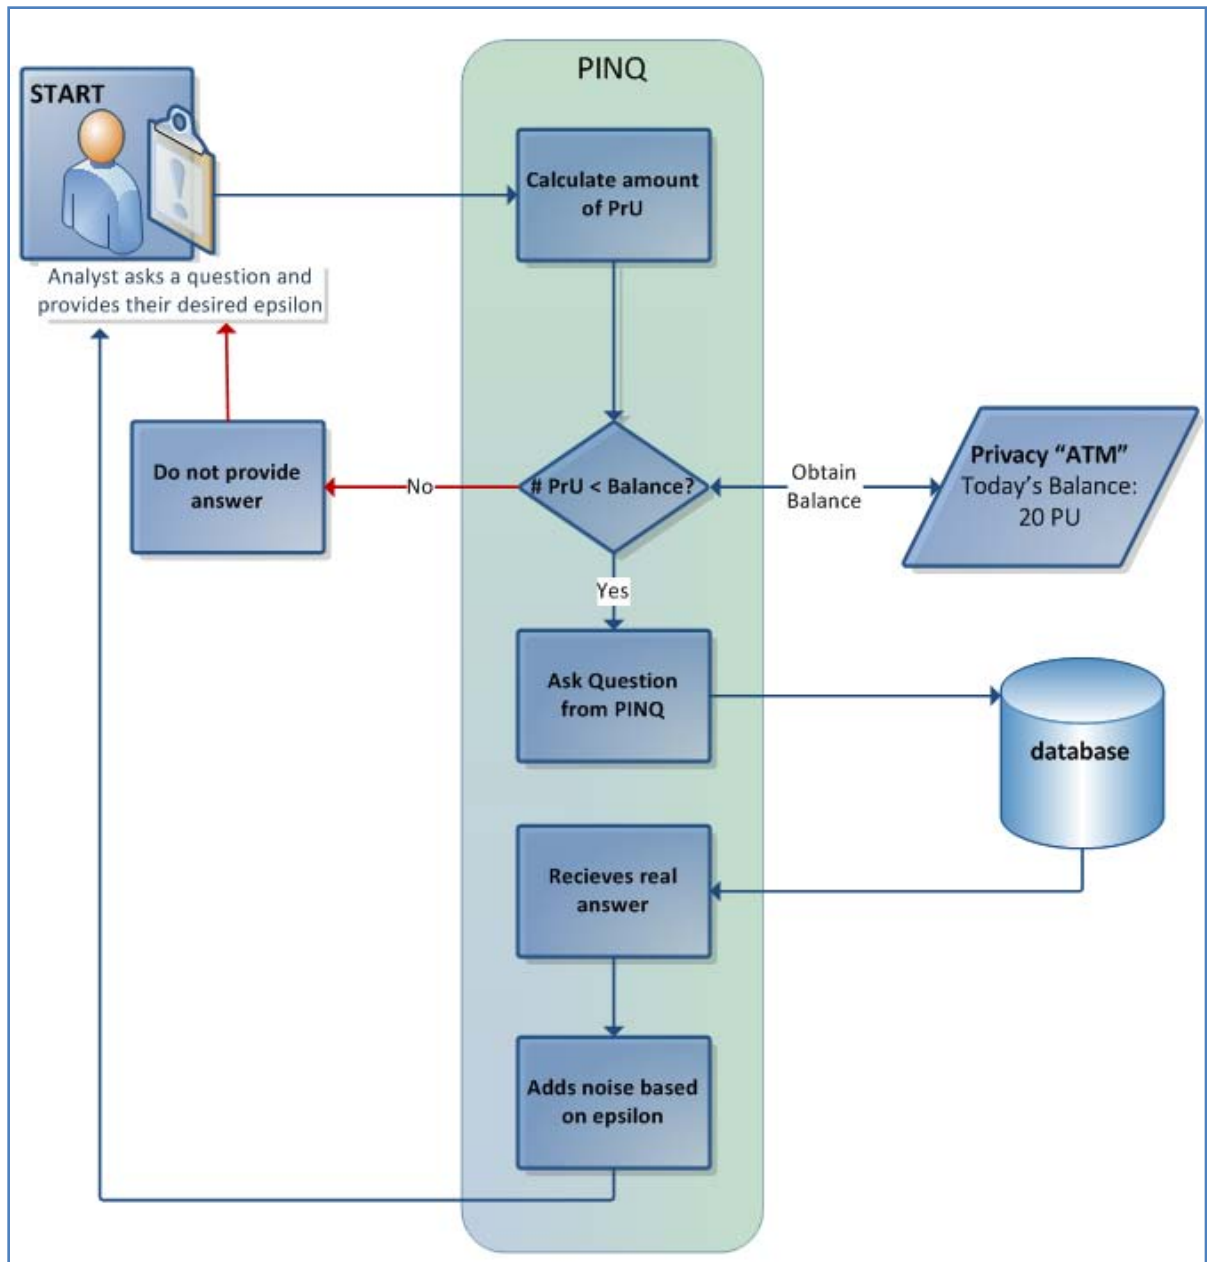 PINQ
START
Analyst asks a question and
provides their desired epsilon
Calculate amount
of PrU
# PrU < Balance?
No
Do not provide
answer
Obtain
Balance
Privacy “ATM”
Today’s Balance:
20 PU
Yes
Ask Question
from PINQ
database
Recieves real
answer
Adds noise based
on epsilon